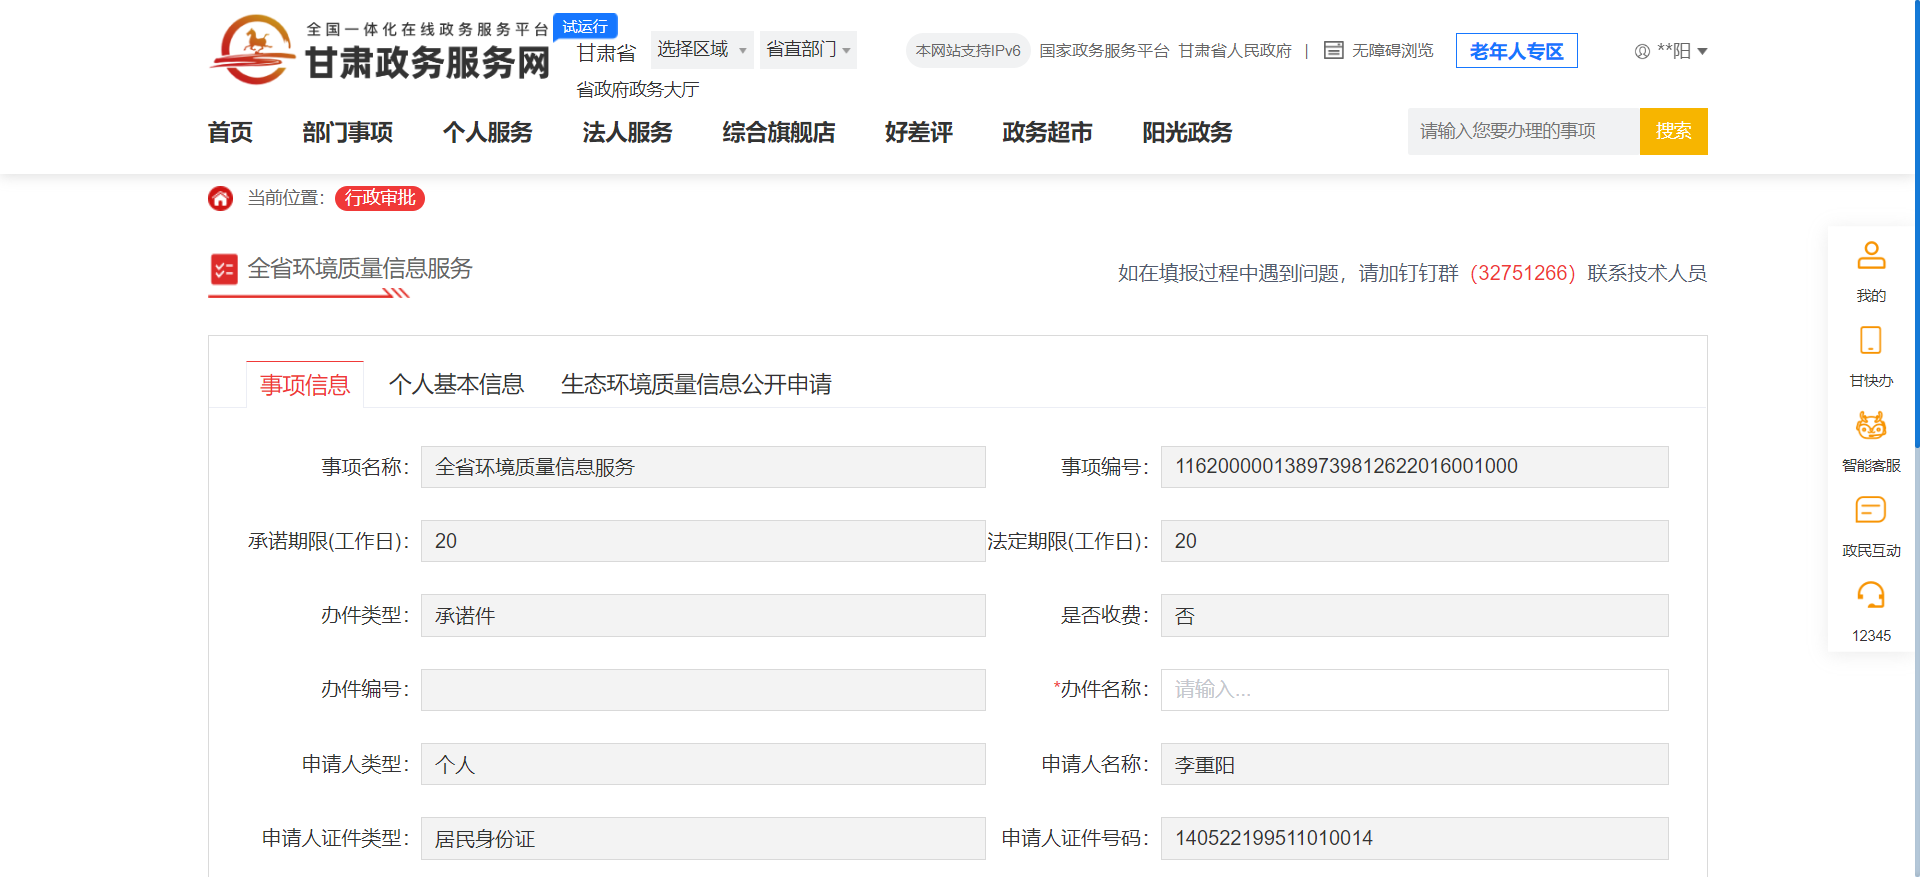 全国一体化在线政务服务平台
甘肃政务服务网
试运行
甘肃省 选择区域 省直部门
省政府政务大厅
本网站支持IPv6 国家政务服务平台 甘肃省人民政府 | 无障碍浏览 老年人专区 **阳
首页 部门事项 个人服务 法人服务 综合旗舰店 好差评 政务超市 阳光政务
请输入您要办理的事项 搜索
当前位置： 行政审批
全省环境质量信息服务
如在填报过程中遇到问题，请加钉钉群（32751266）联系技术人员
事项信息 个人基本信息 生态环境质量信息公开申请
事项名称： 全省环境质量信息服务 事项编号： 1162000001389739812622016001000
承诺期限(工作日)： 20 法定期限(工作日)： 20
办件类型： 承诺件 是否收费： 否
办件编号： *办件名称： 请输入...
申请人类型： 个人 申请人名称： 李重阳
申请人证件类型： 居民身份证 申请人证件号码： 140522199511010014
我的
甘快办
智能客服
政民互动
12345